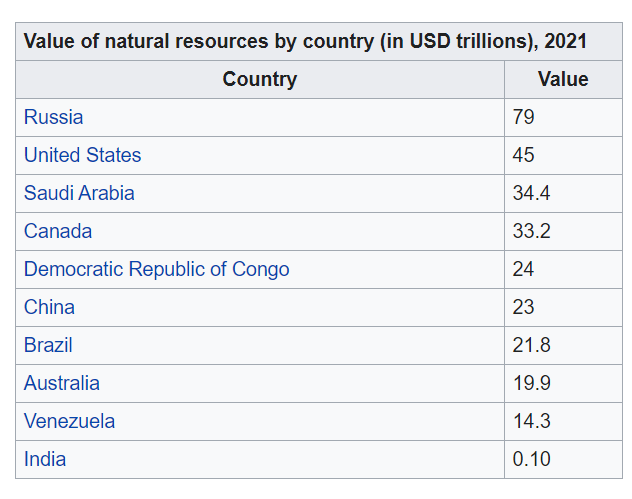 Value of natural resources by country (in USD trillions), 2021
Country Value
Russia 79
United States 45
Saudi Arabia 34.4
Canada 33.2
Democratic Republic of Congo 24
China 23
Brazil 21.8
Australia 19.9
Venezuela 14.3
India 0.10